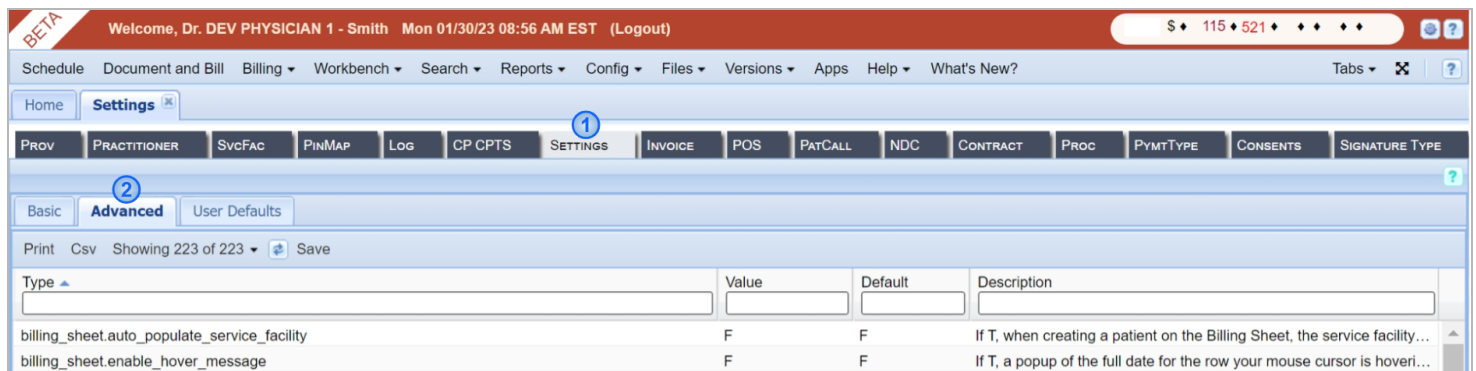 BETA
Welcome, Dr. DEV PHYSICIAN 1 - Smith Mon 01/30/23 08:56 AM EST (Logout) $ ♦ 115 ♦ 521 ♦ ♦ ♦ ♦ ♦ ?
Schedule Document and Bill Billing Workbench Search Reports Config Files Versions Apps Help What's New? Tabs ?
Home Settings
1
PROV PRACTITIONER SVCFAC PINMAP LOG CP CPTS SETTINGS INVOICE POS PATCALL NDC CONTRACT PROC PYMTTYPE CONSENTS SIGNATURE TYPE
?
2
Basic Advanced User Defaults
Print Csv Showing 223 of 223 Save
Type Value Default Description
billing_sheet.auto_populate_service_facility F F If T, when creating a patient on the Billing Sheet, the service facility…
billing_sheet.enable_hover_message F F If T, a popup of the full date for the row your mouse cursor is hoveri…